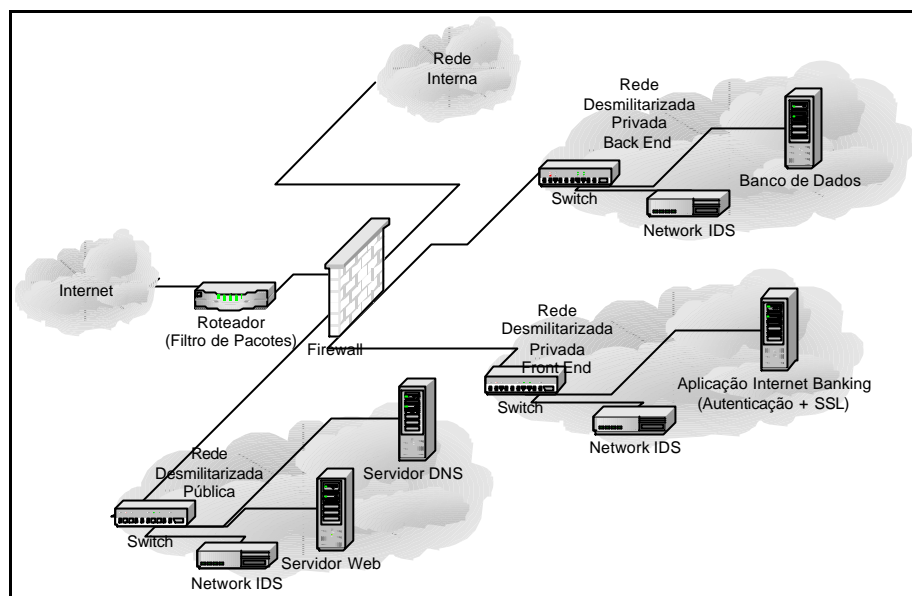 Rede
Interna
Rede
Desmilitarizada
Privada
Back End
Banco de Dados
Switch
Network IDS
Internet
Roteador
(Filtro de Pacotes)
Firewall
Rede
Desmilitarizada
Privada
Front End
Switch
Aplicação Internet Banking
(Autenticação + SSL)
Network IDS
Rede
Desmilitarizada
Pública
Servidor DNS
Switch
Servidor Web
Network IDS